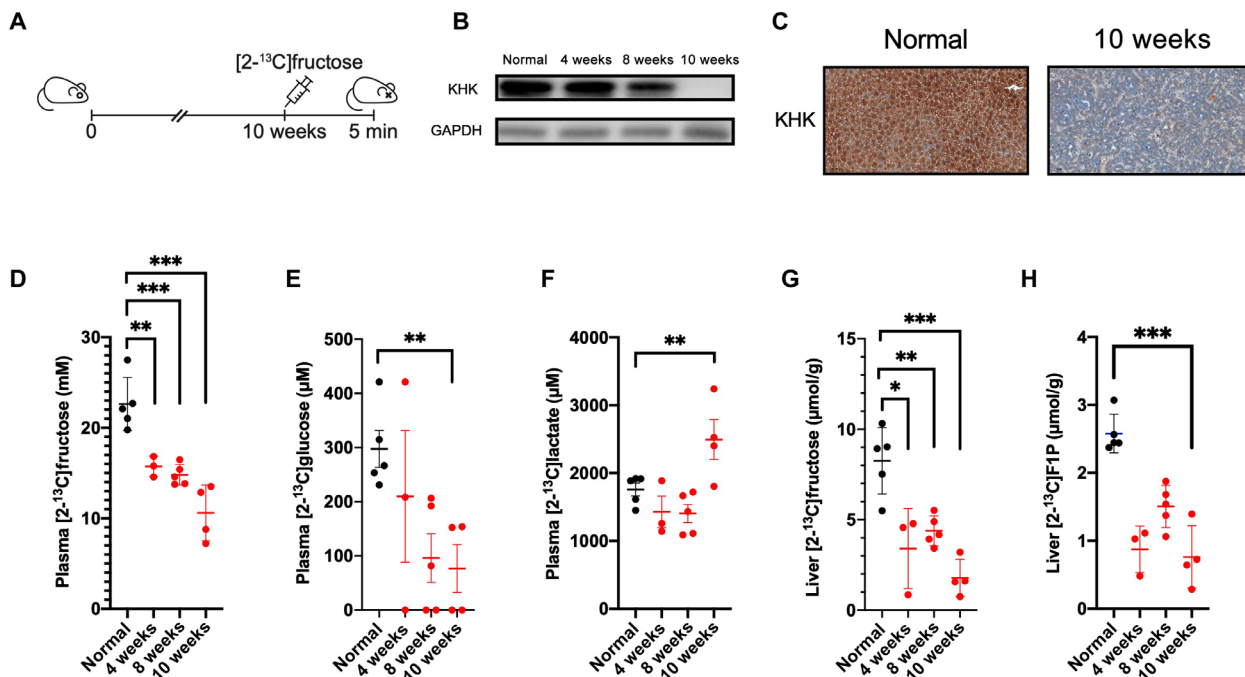 A
[2-¹³C]fructose
0
10 weeks
5 min
B
Normal 4 weeks 8 weeks 10 weeks
KHK
GAPDH
C
Normal 10 weeks
KHK
D
***
***
**
Plasma [2-¹³C]fructose (mM)
30
20
10
0
Normal
4 weeks
8 weeks
10 weeks
E
**
Plasma [2-¹³C]glucose (µM)
500
400
300
200
100
0
Normal
4 weeks
8 weeks
10 weeks
F
**
Plasma [2-¹³C]lactate (µM)
4000
3000
2000
1000
0
Normal
4 weeks
8 weeks
10 weeks
G
***
**
*
Liver [2-¹³C]fructose (µmol/g)
15
10
5
0
Normal
4 weeks
8 weeks
10 weeks
H
***
Liver [2-¹³C]F1P (µmol/g)
4
3
2
1
0
Normal
4 weeks
8 weeks
10 weeks